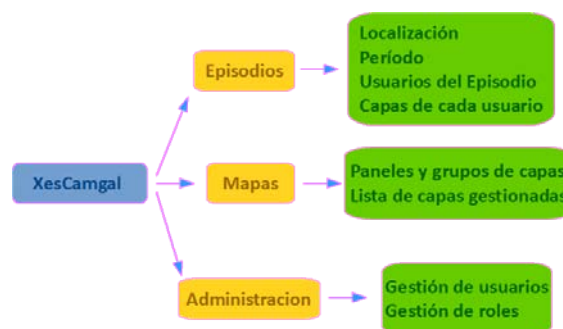 XesCamgal
Episodios
Localización
Período
Usuarios del Episodio
Capas de cada usuario
Mapas
Paneles y grupos de capas
Lista de capas gestionadas
Administracion
Gestión de usuarios
Gestión de roles